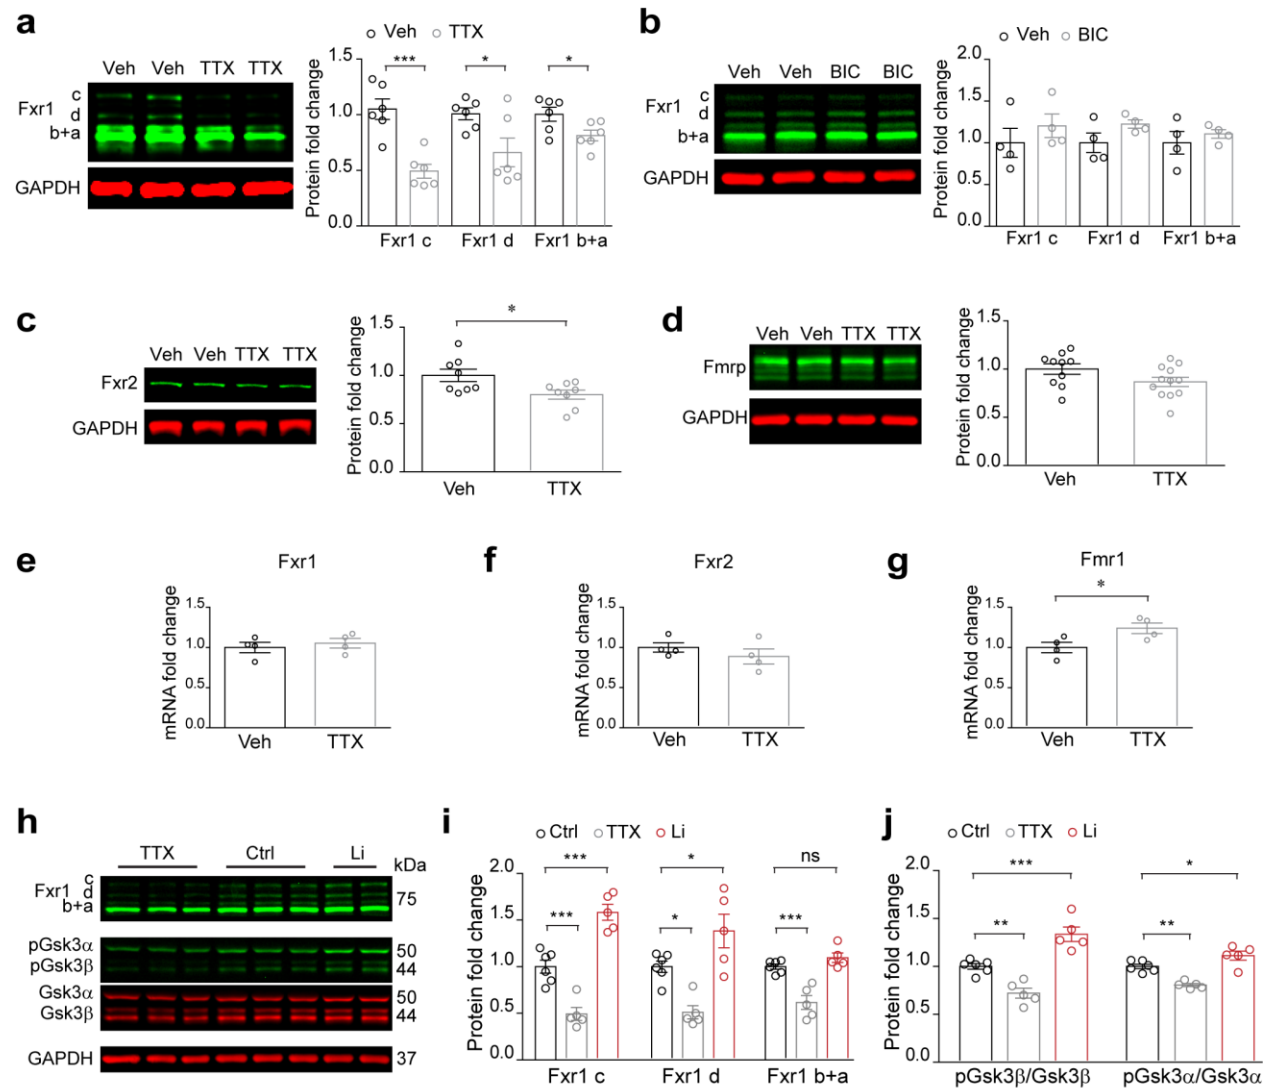 a
Veh Veh TTX TTX
Fxr1
c
d
b+a
GAPDH
Veh TTX
Protein fold change
1.5
1.0
0.5
0.0
*** * *
Fxr1 c Fxr1 d Fxr1 b+a
b
Veh Veh BIC BIC
Fxr1
c
d
b+a
GAPDH
Veh BIC
Protein fold change
2.0
1.5
1.0
0.5
0.0
Fxr1 c Fxr1 d Fxr1 b+a
c
Veh Veh TTX TTX
Fxr2
GAPDH
Protein fold change
1.5
1.0
0.5
0.0
*
Veh TTX
d
Veh Veh TTX TTX
Fmrp
GAPDH
Protein fold change
1.5
1.0
0.5
0.0
Veh TTX
e
Fxr1
mRNA fold change
1.5
1.0
0.5
0.0
Veh TTX
f
Fxr2
mRNA fold change
1.5
1.0
0.5
0.0
Veh TTX
g
Fmr1
mRNA fold change
1.5
1.0
0.5
0.0
*
Veh TTX
h
TTX Ctrl Li
kDa
Fxr1
c
d
b+a
75
pGsk3α 50
pGsk3β 44
Gsk3α 50
Gsk3β 44
GAPDH 37
i
Ctrl TTX Li
Protein fold change
2.0
1.5
1.0
0.5
0.0
*** * ns
*** * ***
Fxr1 c Fxr1 d Fxr1 b+a
j
Ctrl TTX Li
Protein fold change
2.0
1.5
1.0
0.5
0.0
*** *
** **
pGsk3β/Gsk3β pGsk3α/Gsk3α